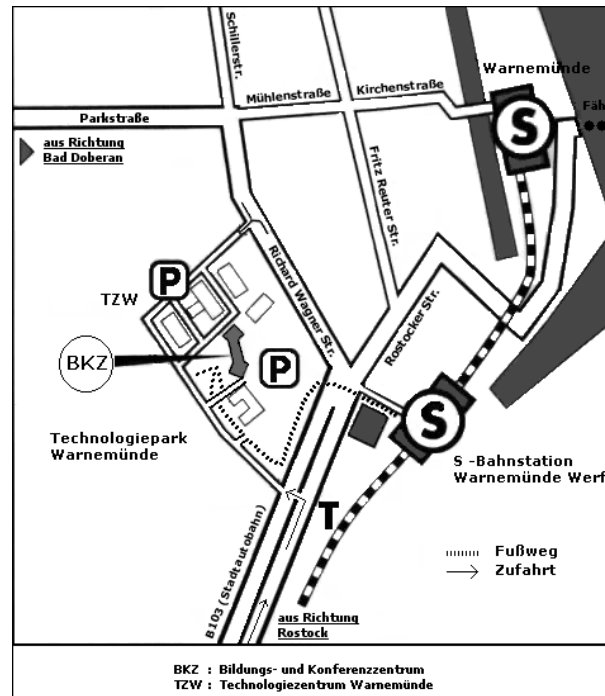 Schillerstr.
Warnemünde
Mühlenstraße
Kirchenstraße
Parkstraße
S
Fäh
aus Richtung
Bad Doberan
Fritz Reuter Str.
Richard Wagner Str.
P
TZW
Rostocker Str.
BKZ
P
S
Technologiepark
Warnemünde
S -Bahnstation
Warnemünde Werf
T
B103 (Stadtautobahn)
Fußweg
Zufahrt
aus Richtung
Rostock
BKZ : Bildungs- und Konferenzzentrum
TZW : Technologiezentrum Warnemünde